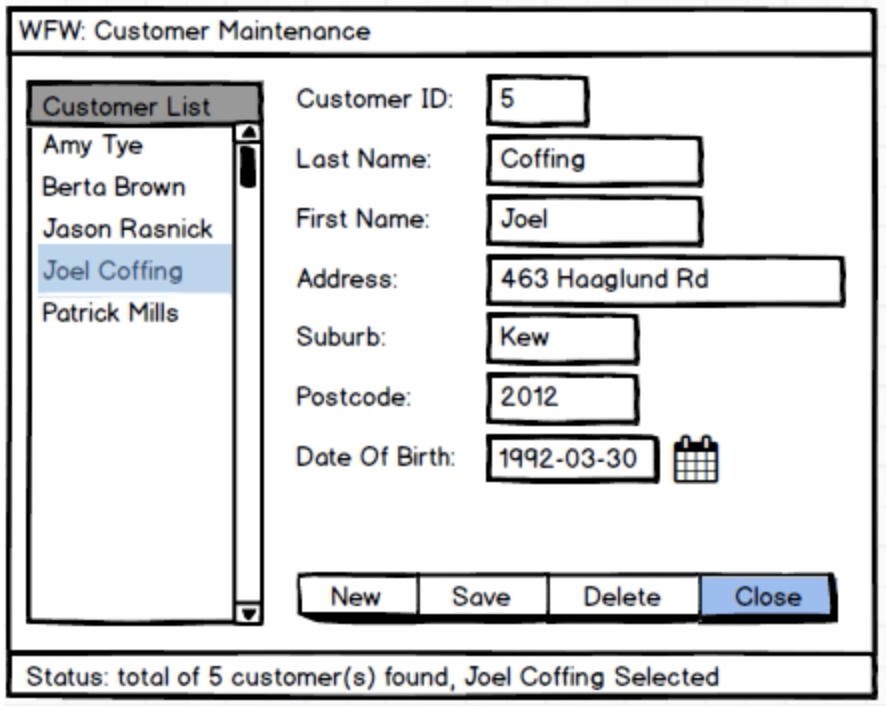 WFW: Customer Maintenance
Customer List
Amy Tye
Berta Brown
Jason Rasnick
Joel Coffing
Patrick Mills
Customer ID: 5
Last Name: Coffing
First Name: Joel
Address: 463 Haaglund Rd
Suburb: Kew
Postcode: 2012
Date Of Birth: 1992-03-30
New Save Delete Close
Status: total of 5 customer(s) found, Joel Coffing Selected